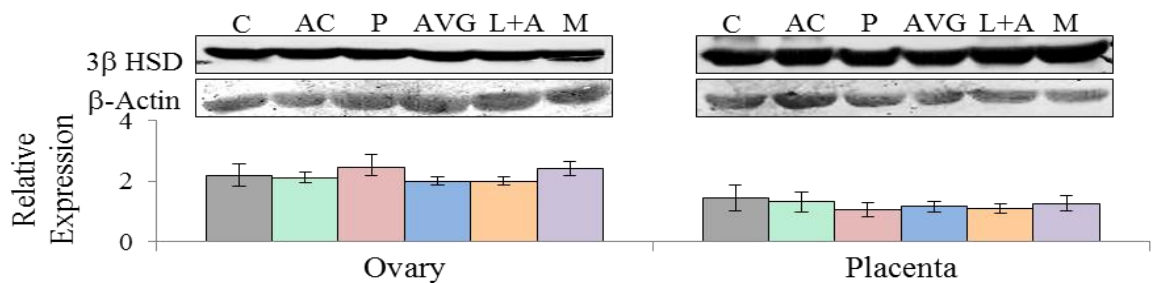 C AC P AVG L+A M C AC P AVG L+A M
3β HSD
β-Actin
4
2
0
Relative
Expression
Ovary Placenta